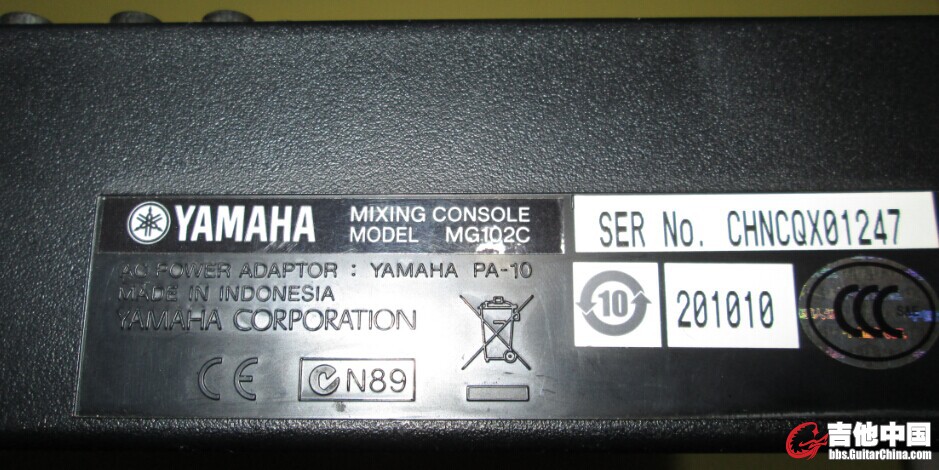 YAMAHA MIXING CONSOLE
MODEL MG102C
SER No. CHNCQX01247
AC POWER ADAPTOR : YAMAHA PA-10
MADE IN INDONESIA
YAMAHA CORPORATION
10
201010
CCC S&E
CE
N89
吉他中国
bbs.GuitarChina.com